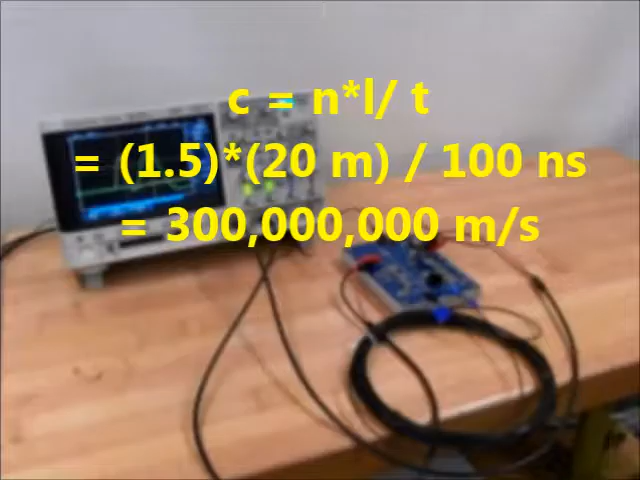 c = n*l/ t
= (1.5)*(20 m) / 100 ns
= 300,000,000 m/s